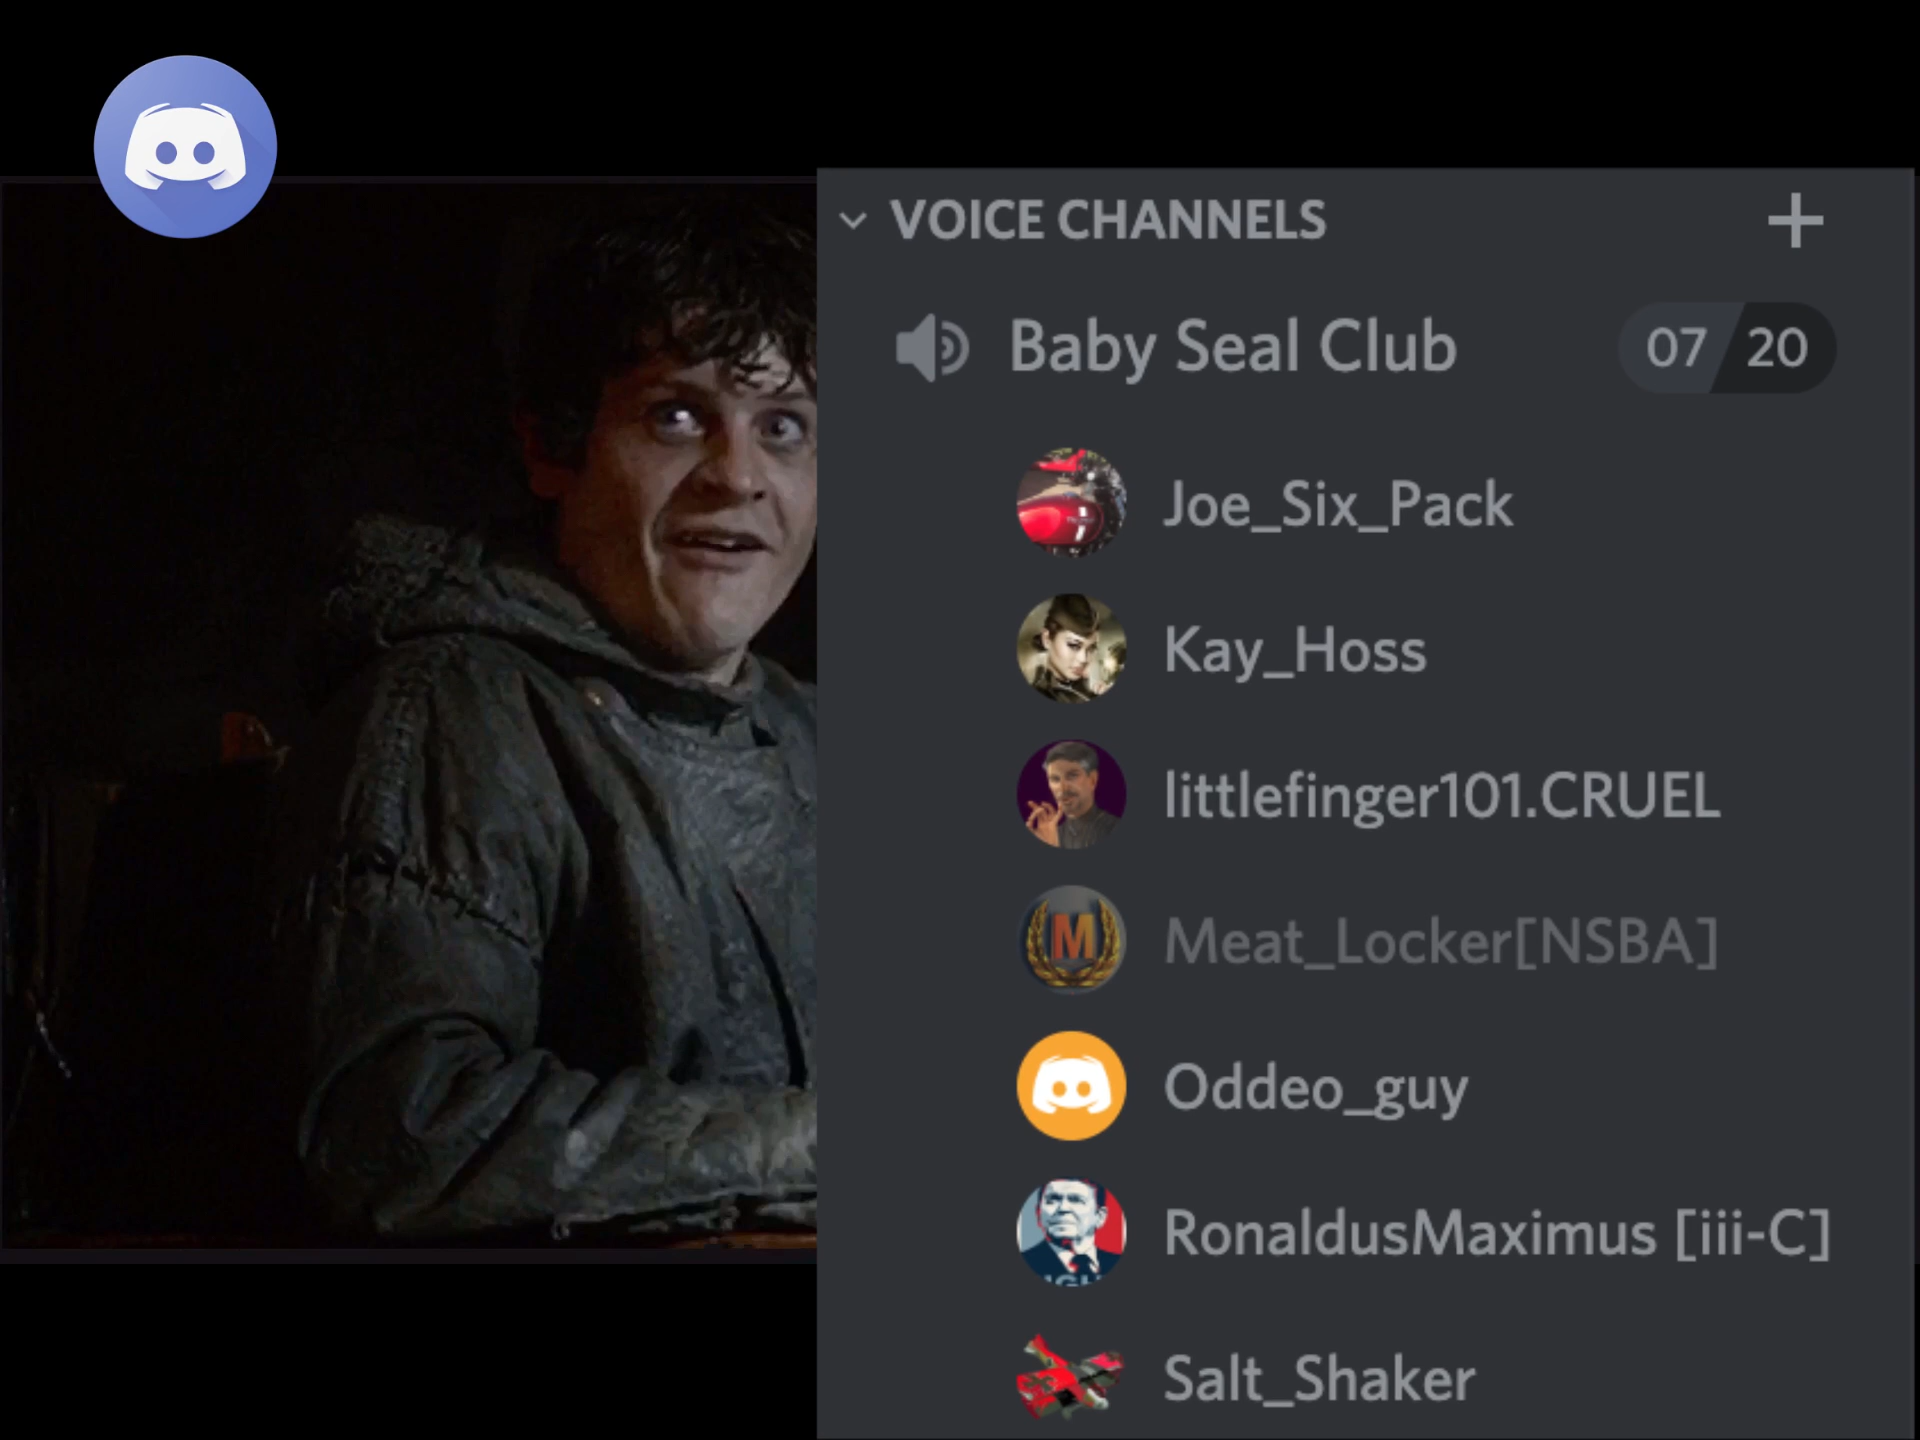 VOICE CHANNELS
Baby Seal Club 07 20
Joe_Six_Pack
Kay_Hoss
littlefinger101.CRUEL
M
Meat_Locker[NSBA]
Oddeo_guy
RonaldusMaximus [iii-C]
Salt_Shaker